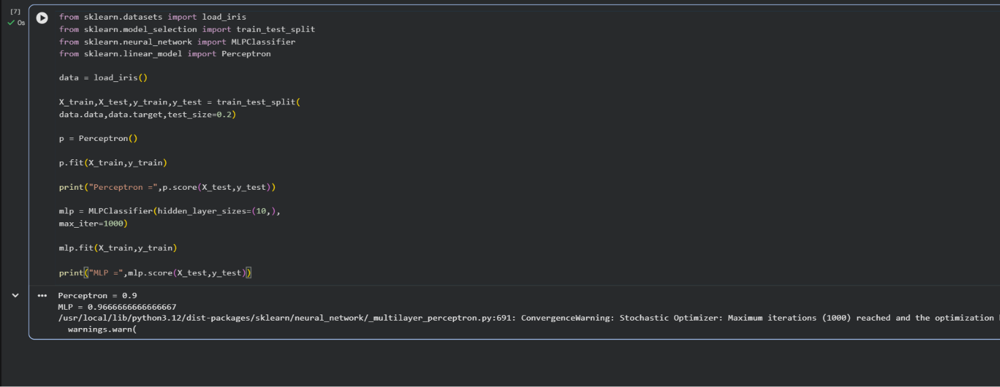 [7]
0s
from sklearn.datasets import load_iris
from sklearn.model_selection import train_test_split
from sklearn.neural_network import MLPClassifier
from sklearn.linear_model import Perceptron
data = load_iris()
X_train,X_test,y_train,y_test = train_test_split(
data.data,data.target,test_size=0.2)
p = Perceptron()
p.fit(X_train,y_train)
print("Perceptron =",p.score(X_test,y_test))
mlp = MLPClassifier(hidden_layer_sizes=(10,),
max_iter=1000)
mlp.fit(X_train,y_train)
print("MLP =",mlp.score(X_test,y_test))
Perceptron = 0.9
MLP = 0.9666666666666667
/usr/local/lib/python3.12/dist-packages/sklearn/neural_network/_multilayer_perceptron.py:691: ConvergenceWarning: Stochastic Optimizer: Maximum iterations (1000) reached and the optimization
warnings.warn(